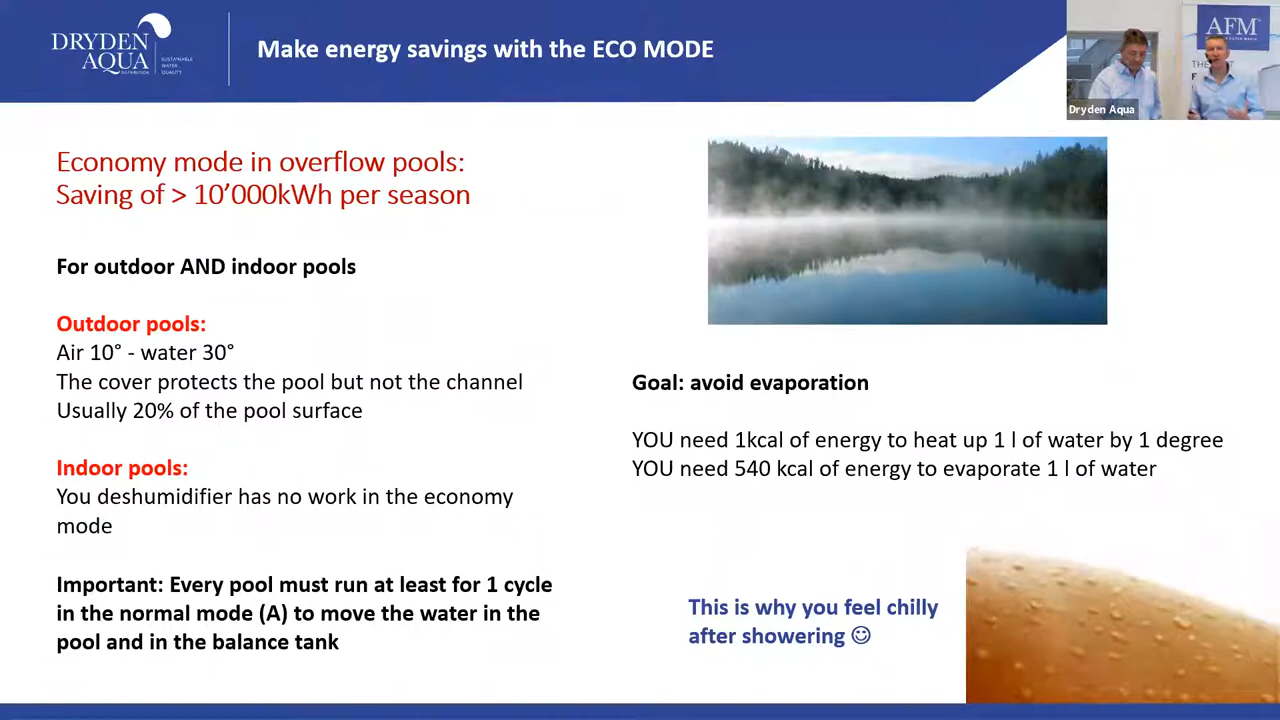 DRYDEN
AQUA
DISTRIBUTION
SUSTAINABLE
WATER
QUALITY
Make energy savings with the ECO MODE
AFM
Dryden Aqua
Economy mode in overflow pools:
Saving of > 10’000kWh per season
For outdoor AND indoor pools
Outdoor pools:
Air 10° - water 30°
The cover protects the pool but not the channel
Usually 20% of the pool surface
Indoor pools:
You deshumidifier has no work in the economy
mode
Important: Every pool must run at least for 1 cycle
in the normal mode (A) to move the water in the
pool and in the balance tank
Goal: avoid evaporation
YOU need 1kcal of energy to heat up 1 l of water by 1 degree
YOU need 540 kcal of energy to evaporate 1 l of water
This is why you feel chilly
after showering ☺